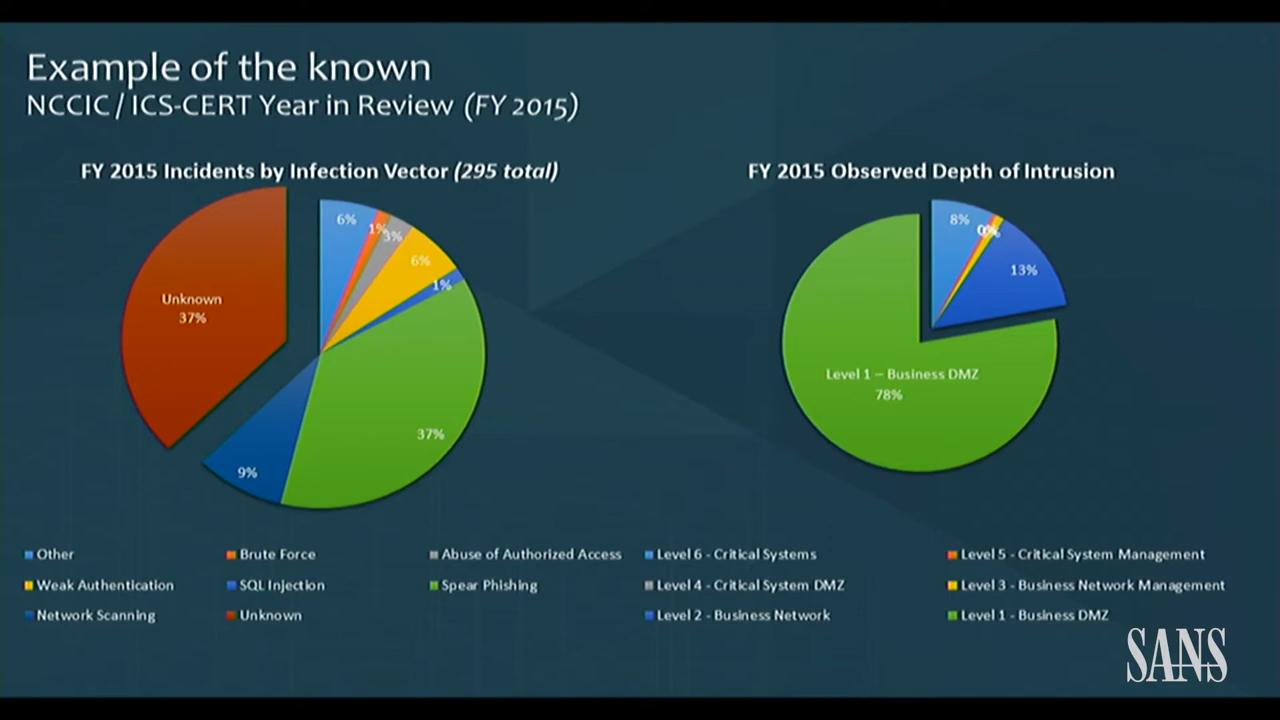 Example of the known
NCCIC / ICS-CERT Year in Review (FY 2015)
FY 2015 Incidents by Infection Vector (295 total)
6%
1%
3%
6%
1%
Unknown
37%
37%
9%
Other
Brute Force
Abuse of Authorized Access
Weak Authentication
SQL Injection
Spear Phishing
Network Scanning
Unknown
FY 2015 Observed Depth of Intrusion
8%
0%
13%
Level 1 – Business DMZ
78%
Level 6 - Critical Systems
Level 5 - Critical System Management
Level 4 - Critical System DMZ
Level 3 - Business Network Management
Level 2 - Business Network
Level 1 - Business DMZ
SANS